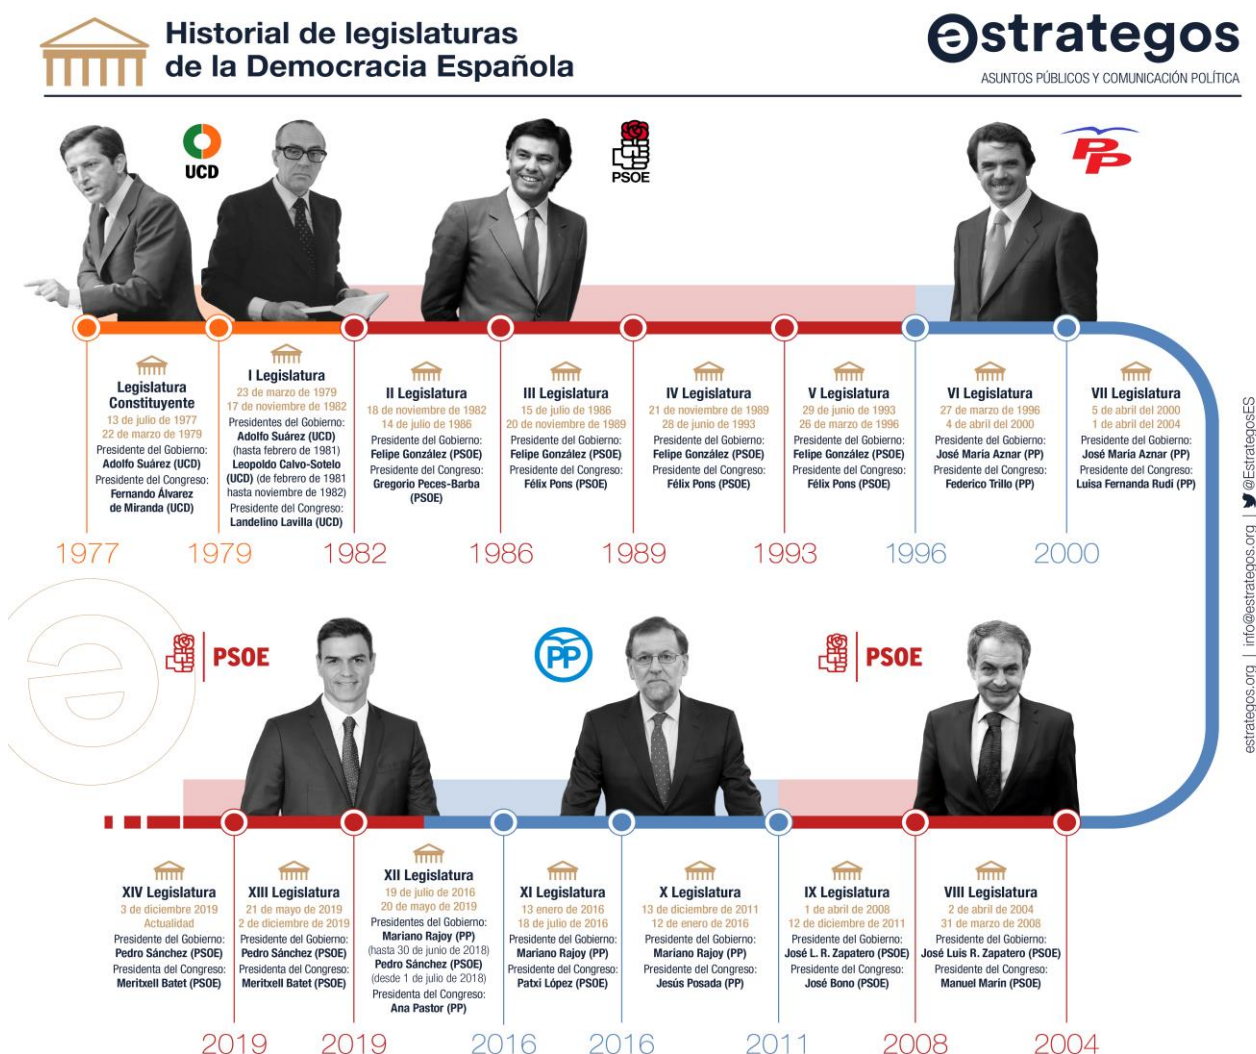 Historial de legislaturas
de la Democracia Española
estrategos
ASUNTOS PÚBLICOS Y COMUNICACIÓN POLÍTICA
UCD
PSOE
PP
Legislatura
Constituyente
13 de julio de 1977
22 de marzo de 1979
Presidente del Gobierno:
Adolfo Suárez (UCD)
Presidente del Congreso:
Fernando Álvarez
de Miranda (UCD)
I Legislatura
23 de marzo de 1979
17 de noviembre de 1982
Presidentes del Gobierno:
Adolfo Suárez (UCD)
(hasta febrero de 1981)
Leopoldo Calvo-Sotelo
(UCD) (de febrero de 1981
hasta noviembre de 1982)
Presidente del Congreso:
Landelino Lavilla (UCD)
II Legislatura
18 de noviembre de 1982
14 de julio de 1986
Presidente del Gobierno:
Felipe González (PSOE)
Presidente del Congreso:
Gregorio Peces-Barba
(PSOE)
III Legislatura
15 de julio de 1986
20 de noviembre de 1989
Presidente del Gobierno:
Felipe González (PSOE)
Presidente del Congreso:
Félix Pons (PSOE)
IV Legislatura
21 de noviembre de 1989
28 de junio de 1993
Presidente del Gobierno:
Felipe González (PSOE)
Presidente del Congreso:
Félix Pons (PSOE)
V Legislatura
29 de junio de 1993
26 de marzo de 1996
Presidente del Gobierno:
Felipe González (PSOE)
Presidente del Congreso:
Félix Pons (PSOE)
VI Legislatura
27 de marzo de 1996
4 de abril del 2000
Presidente del Gobierno:
José María Aznar (PP)
Presidente del Congreso:
Federico Trillo (PP)
VII Legislatura
5 de abril del 2000
1 de abril del 2004
Presidente del Gobierno:
José María Aznar (PP)
Presidente del Congreso:
Luisa Fernanda Rudí (PP)
1977
1979
1982
1986
1989
1993
1996
2000
estrategos.org | info@estrategos.org | @EstrategosES
PSOE
PP
PSOE
XIV Legislatura
3 de diciembre 2019
Actualidad
Presidente del Gobierno:
Pedro Sánchez (PSOE)
Presidenta del Congreso:
Meritxell Batet (PSOE)
XIII Legislatura
21 de mayo de 2019
2 de diciembre de 2019
Presidente del Gobierno:
Pedro Sánchez (PSOE)
Presidenta del Congreso:
Meritxell Batet (PSOE)
XII Legislatura
19 de julio de 2016
20 de mayo de 2019
Presidentes del Gobierno:
Mariano Rajoy (PP)
(hasta 30 de junio de 2018)
Pedro Sánchez (PSOE)
(desde 1 de julio de 2018)
Presidenta del Congreso:
Ana Pastor (PP)
XI Legislatura
13 enero de 2016
18 de julio de 2016
Presidente del Gobierno:
Mariano Rajoy (PP)
Presidente del Congreso:
Patxi López (PSOE)
X Legislatura
13 de diciembre de 2011
12 de enero de 2016
Presidente del Gobierno:
Mariano Rajoy (PP)
Presidente del Congreso:
Jesús Posada (PP)
IX Legislatura
1 de abril de 2008
12 de diciembre de 2011
Presidente del Gobierno:
José L. R. Zapatero (PSOE)
Presidente del Congreso:
José Bono (PSOE)
VIII Legislatura
2 de abril de 2004
31 de marzo de 2008
Presidente del Gobierno:
José Luis R. Zapatero (PSOE)
Presidente del Congreso:
Manuel Marín (PSOE)
2019
2019
2016
2016
2011
2008
2004